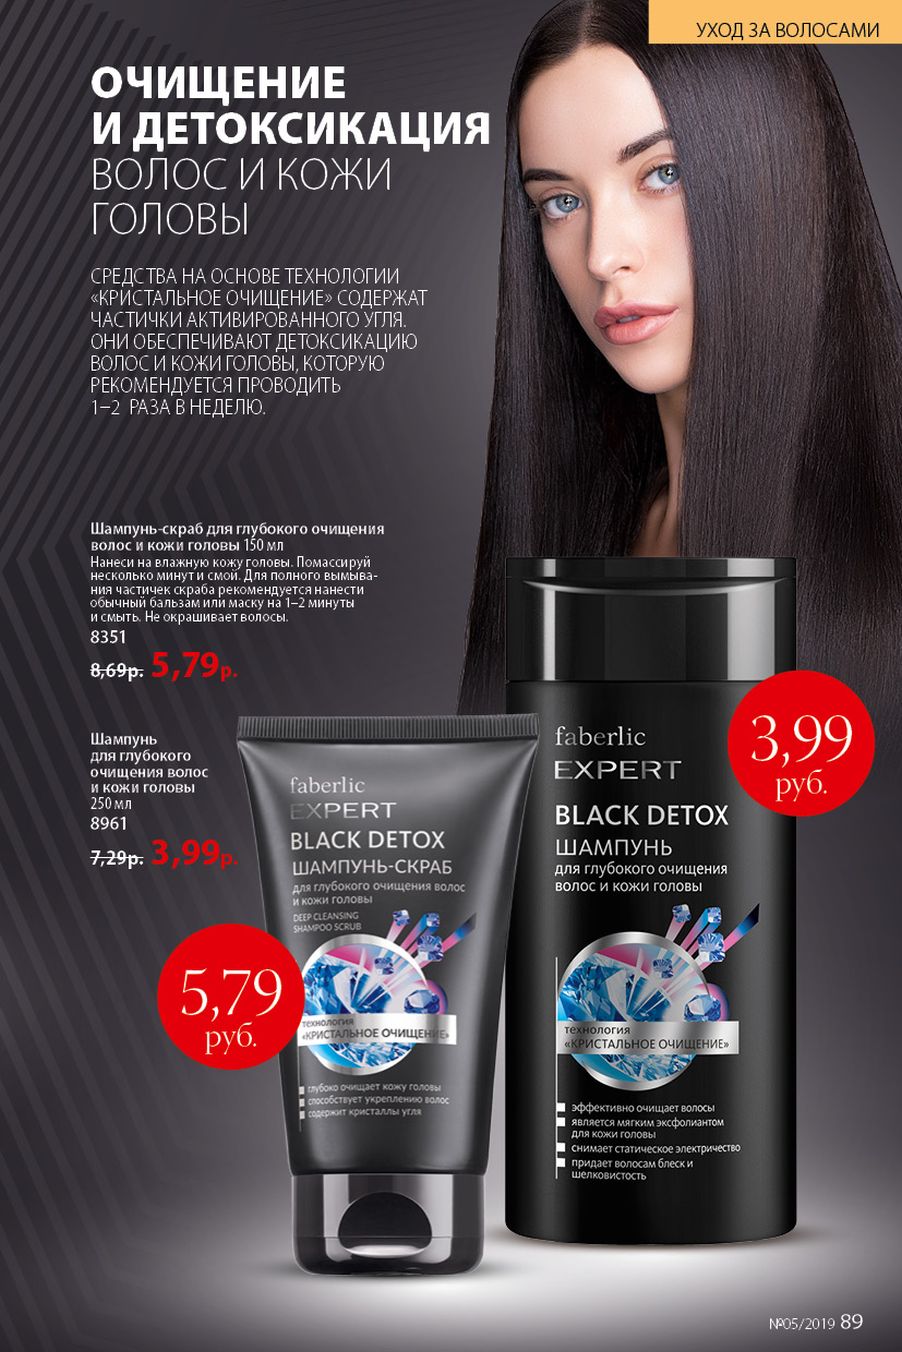 УХОД ЗА ВОЛОСАМИ
ОЧИЩЕНИЕ
И ДЕТОКСИКАЦИЯ
ВОЛОС И КОЖИ
ГОЛОВЫ
СРЕДСТВА НА ОСНОВЕ ТЕХНОЛОГИИ
«КРИСТАЛЬНОЕ ОЧИЩЕНИЕ» СОДЕРЖАТ
ЧАСТИЧКИ АКТИВИРОВАННОГО УГЛЯ.
ОНИ ОБЕСПЕЧИВАЮТ ДЕТОКСИКАЦИЮ
ВОЛОС И КОЖИ ГОЛОВЫ, КОТОРУЮ
РЕКОМЕНДУЕТСЯ ПРОВОДИТЬ
1–2 РАЗА В НЕДЕЛЮ.
Шампунь-скраб для глубокого очищения
волос и кожи головы 150 мл
Нанеси на влажную кожу головы. Помассируй
несколько минут и смой. Для полного вымыва-
ния частичек скраба рекомендуется нанести
обычный бальзам или маску на 1–2 минуты
и смыть. Не окрашивает волосы.
8351
8,69р. 5,79р.
Шампунь
для глубокого
очищения волос
и кожи головы
250 мл
8961
7,29р. 3,99р.
5,79
руб.
faberlic
EXPERT
BLACK DETOX
ШАМПУНЬ-СКРАБ
для глубокого очищения волос
и кожи головы
DEEP CLEANSING
SHAMPOO SCRUB
технология
«КРИСТАЛЬНОЕ ОЧИЩЕНИЕ»
глубоко очищает кожу головы
способствует укреплению волос
содержит кристаллы угля
3,99
руб.
faberlic
EXPERT
BLACK DETOX
ШАМПУНЬ
для глубокого очищения
волос и кожи головы
технология
«КРИСТАЛЬНОЕ ОЧИЩЕНИЕ»
эффективно очищает волосы
является мягким эксфолиантом
для кожи головы
снимает статическое электричество
придает волосам блеск и
шелковистость
№05/2019 89